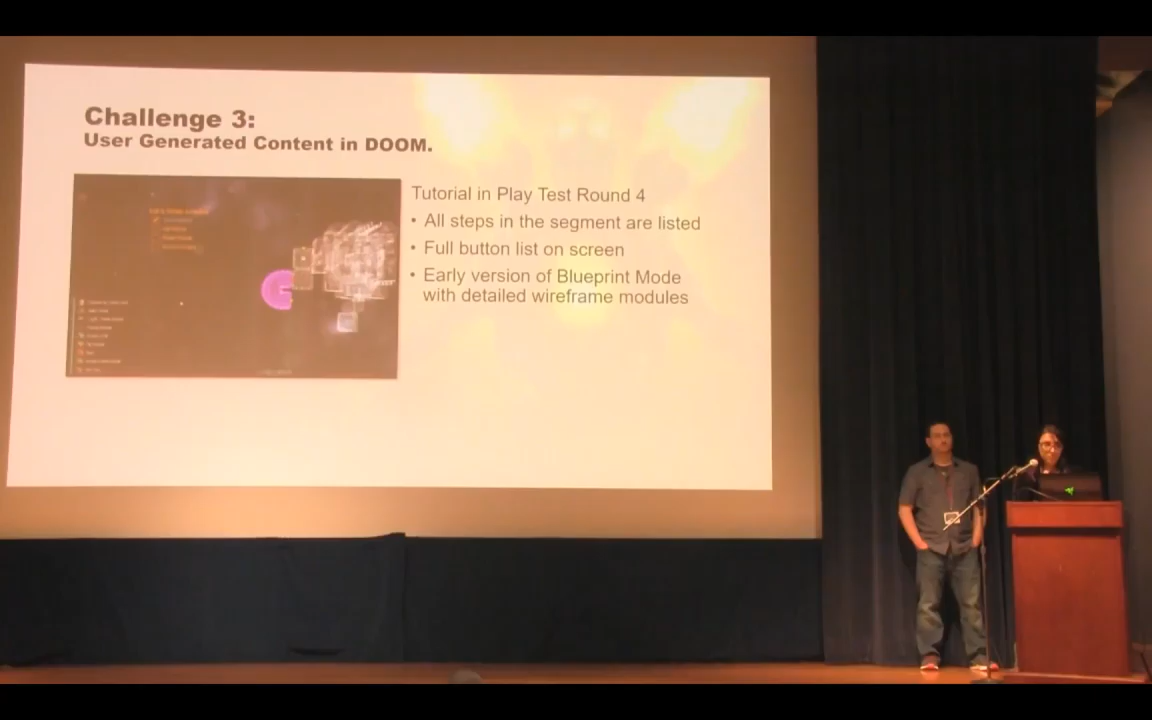 Challenge 3:
User Generated Content in DOOM.
Tutorial in Play Test Round 4
• All steps in the segment are listed
• Full button list on screen
• Early version of Blueprint Mode
with detailed wireframe modules